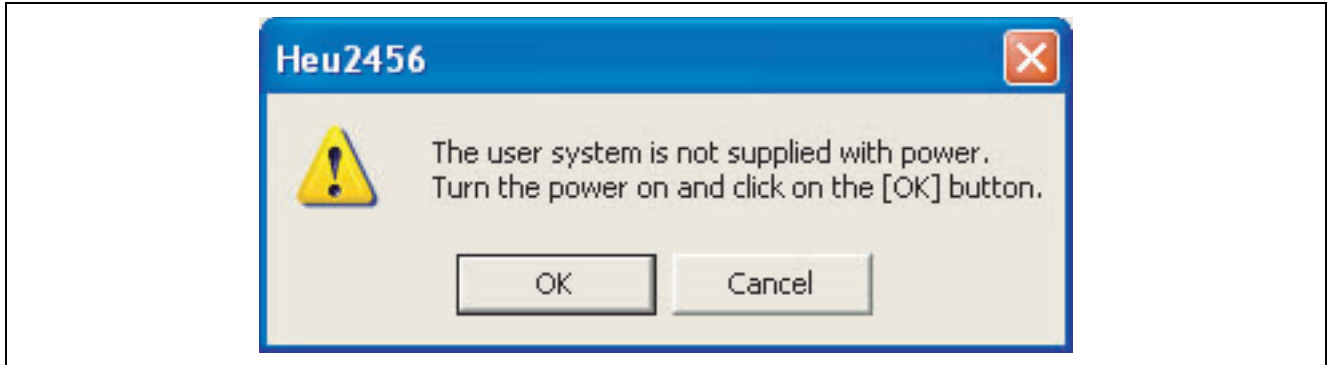 Heu2456
The user system is not supplied with power.
Turn the power on and click on the [OK] button.
OK
Cancel